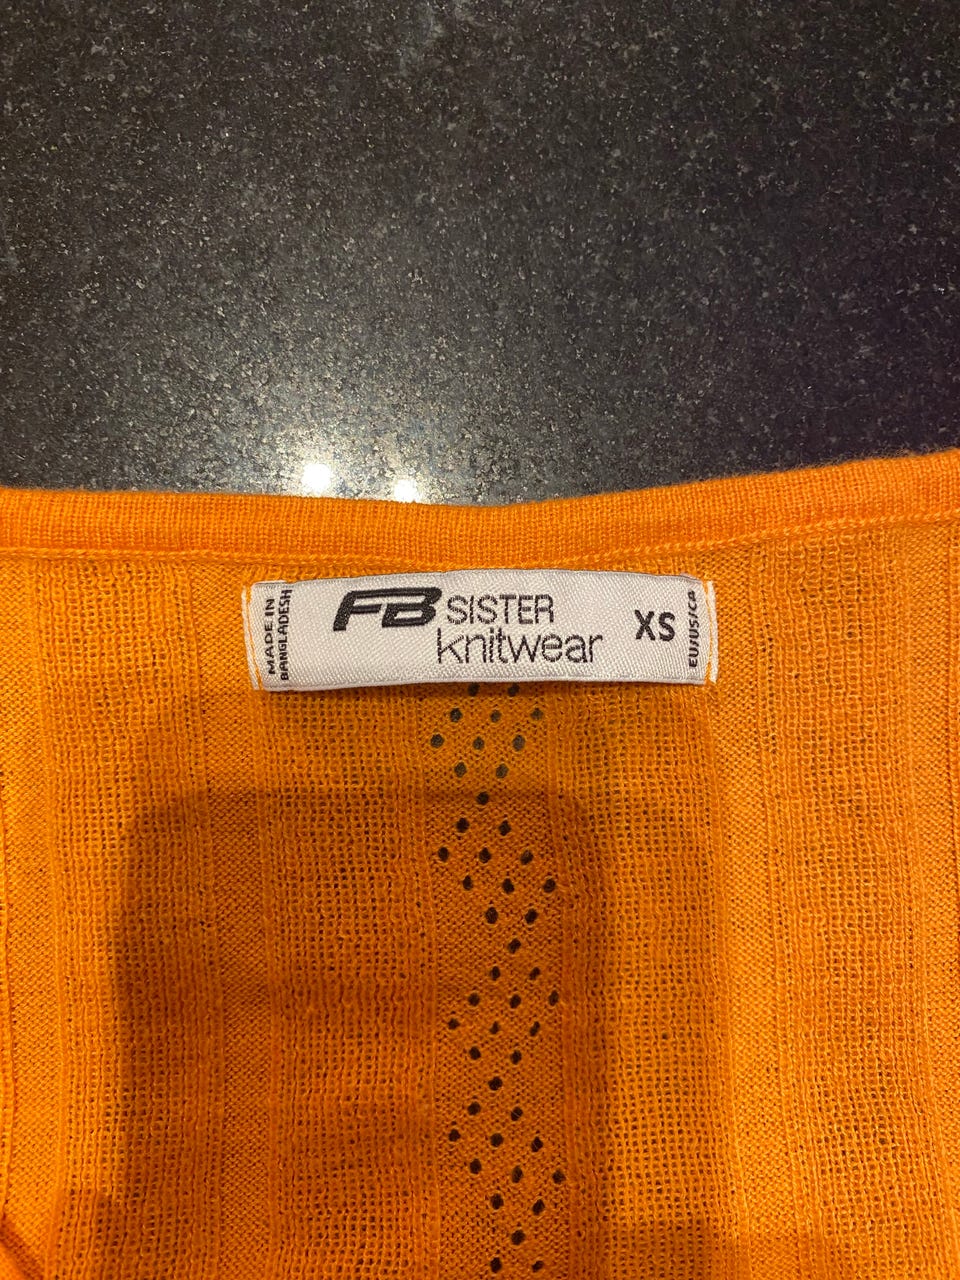 MADE IN
BANGLADESH
FB SISTER
knitwear
XS
EU/US/CA